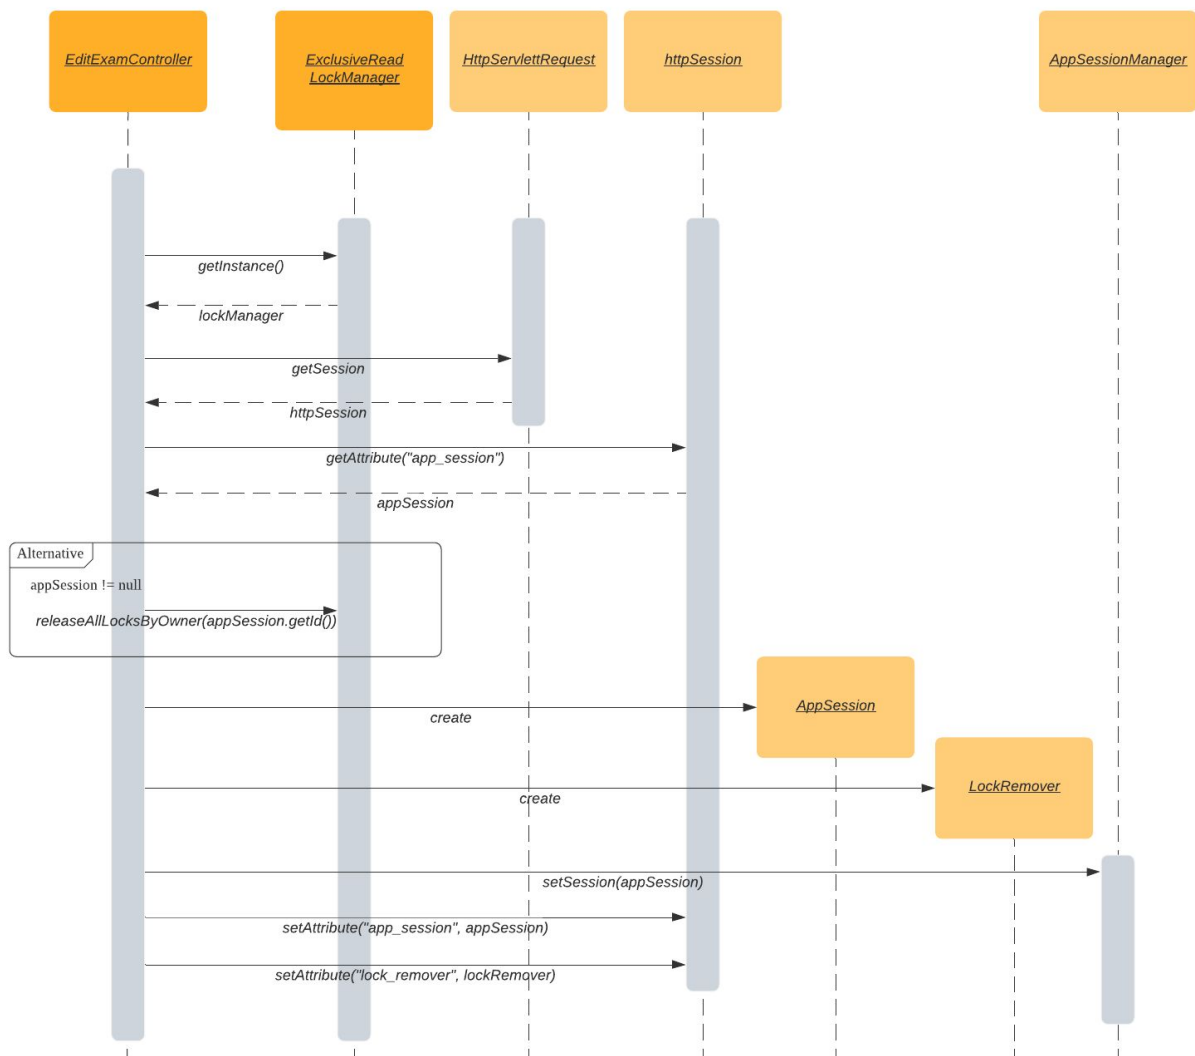 EditExamController
ExclusiveRead
LockManager
HttpServlettRequest
httpSession
AppSessionManager
getInstance()
lockManager
getSession
httpSession
getAttribute("app_session")
appSession
Alternative
appSession != null
releaseAllLocksByOwner(appSession.getId())
AppSession
create
LockRemover
create
setSession(appSession)
setAttribute("app_session", appSession)
setAttribute("lock_remover", lockRemover)